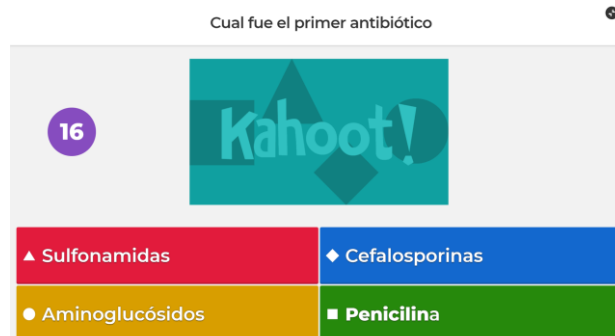 Cual fue el primer antibiótico
16
Kahoot!
Sulfonamidas
Cefalosporinas
Aminoglucósidos
Penicilina